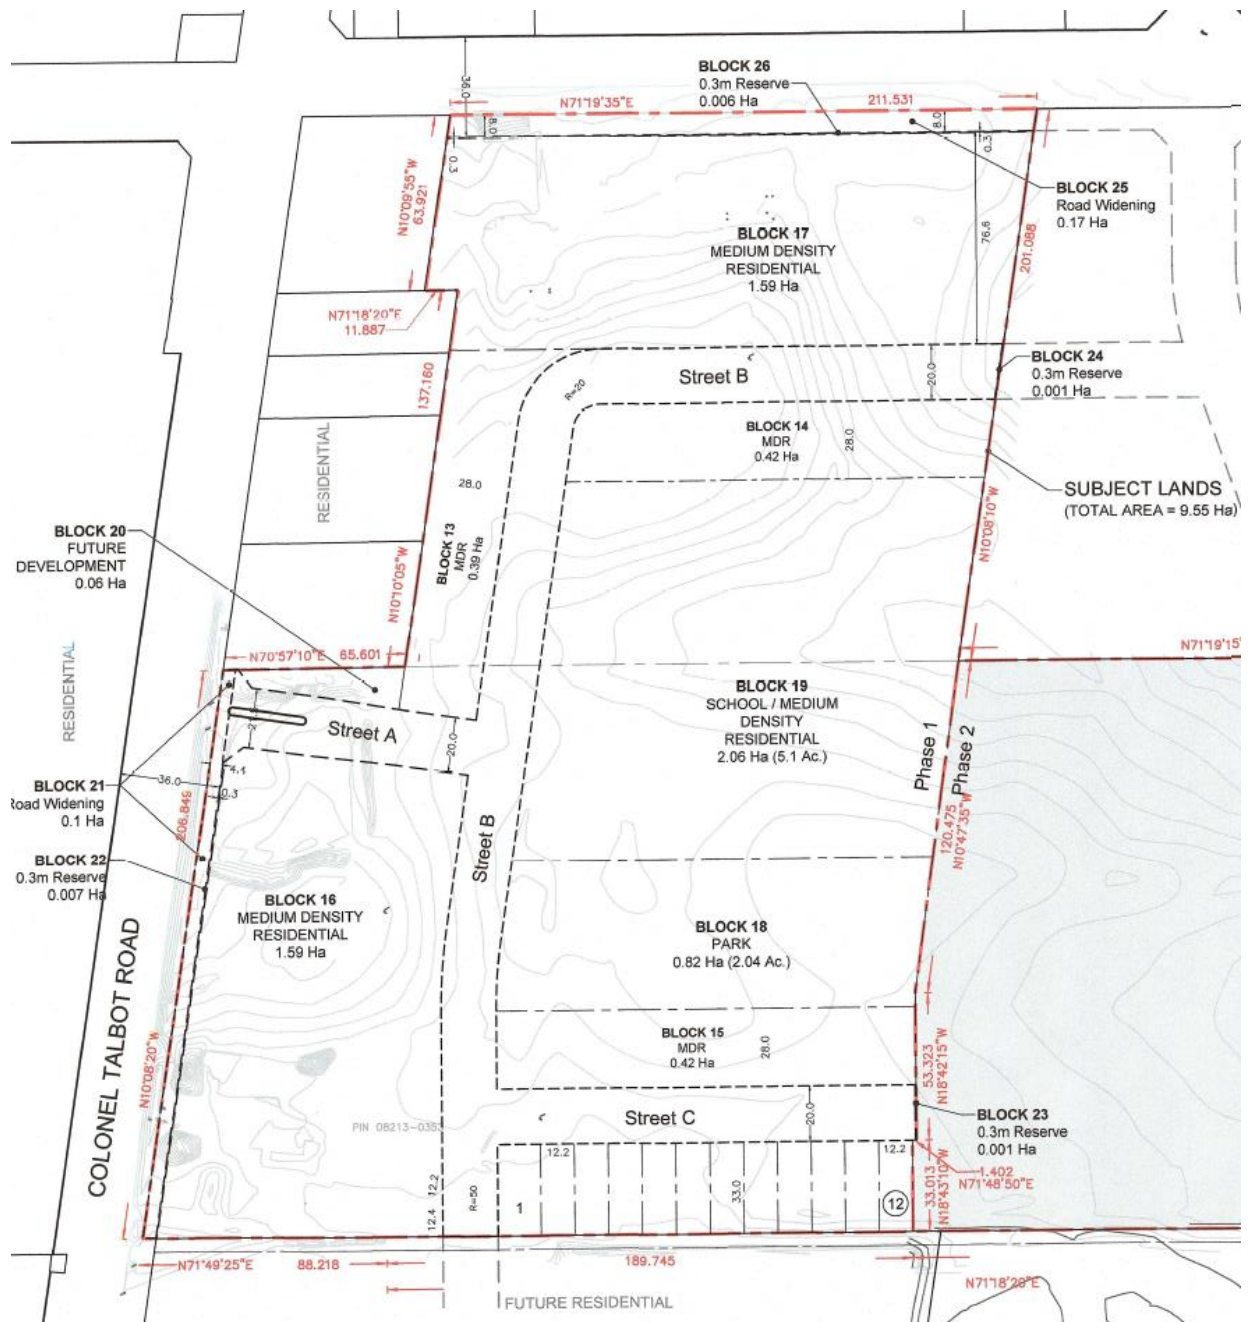 BLOCK 26
0.3m Reserve
0.006 Ha
36.0
N71°19'35"E
211.531
8.0
8.0
0.3
0.3
N10°09'55"W
63.921
BLOCK 25
Road Widening
0.17 Ha
BLOCK 17
MEDIUM DENSITY
RESIDENTIAL
1.59 Ha
76.6
201.088
N71°18'20"E
11.887
BLOCK 24
0.3m Reserve
0.001 Ha
Street B
20.0
R=20
137.160
BLOCK 14
MDR
0.42 Ha
28.0
RESIDENTIAL
28.0
SUBJECT LANDS
(TOTAL AREA = 9.55 Ha)
BLOCK 20
FUTURE
DEVELOPMENT
0.06 Ha
BLOCK 13
MDR
0.39 Ha
N10°10'05"W
N10°08'10"W
N70°57'10"E
65.601
N71°19'15"
RESIDENTIAL
BLOCK 19
SCHOOL / MEDIUM
DENSITY
RESIDENTIAL
2.06 Ha (5.1 Ac.)
Street A
20.0
Phase 1
Phase 2
BLOCK 21
Road Widening
0.1 Ha
36.0
4.4
0.3
206.849
120.475
N10°47'35"W
Street B
BLOCK 22
0.3m Reserve
0.007 Ha
BLOCK 16
MEDIUM DENSITY
RESIDENTIAL
1.59 Ha
BLOCK 18
PARK
0.82 Ha (2.04 Ac.)
COLONEL TALBOT ROAD
N10°08'20"W
BLOCK 15
MDR
0.42 Ha
28.0
53.323
N18°42'15"W
PIN 08213-035
Street C
20.0
BLOCK 23
0.3m Reserve
0.001 Ha
12.2
12.2
1.402
N71°48'50"E
33.013
N18°43'10"W
12.2
12.4
R=50
1
33.0
12
N71°49'25"E
88.218
189.745
N71°18'20"E
FUTURE RESIDENTIAL